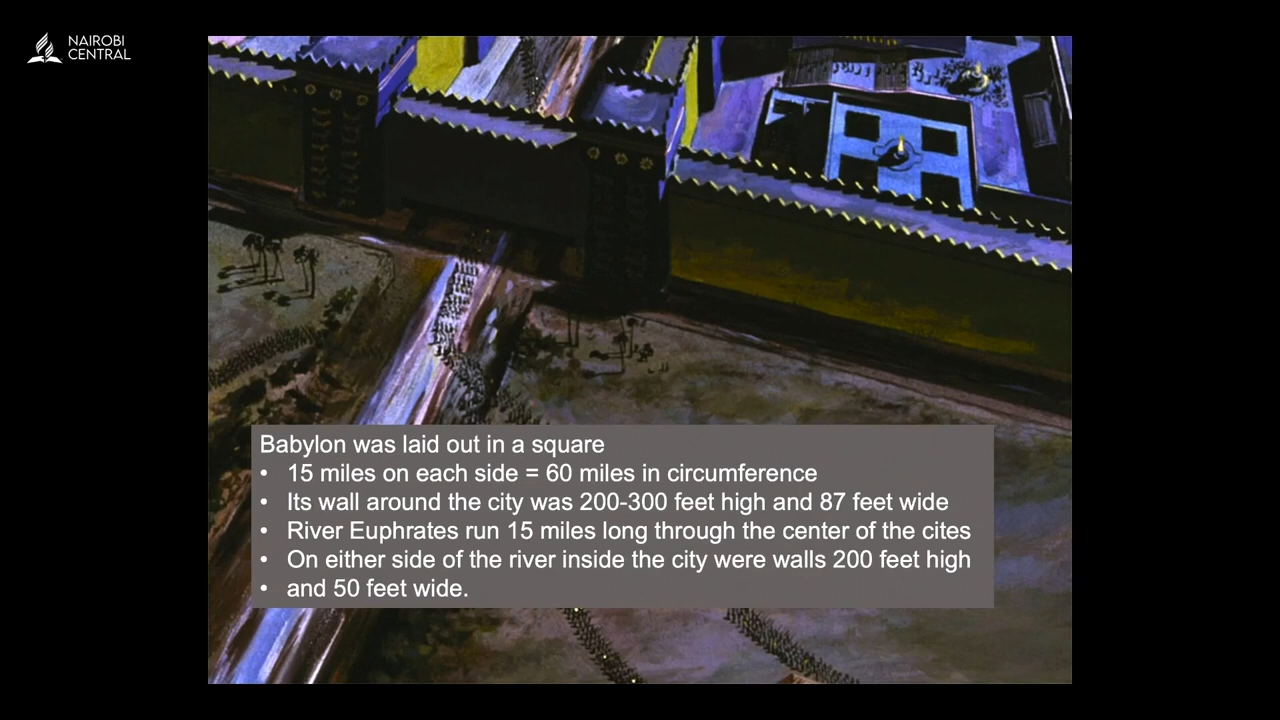 NAIROBI
CENTRAL
Babylon was laid out in a square
• 15 miles on each side = 60 miles in circumference
• Its wall around the city was 200-300 feet high and 87 feet wide
• River Euphrates run 15 miles long through the center of the cites
• On either side of the river inside the city were walls 200 feet high
• and 50 feet wide.